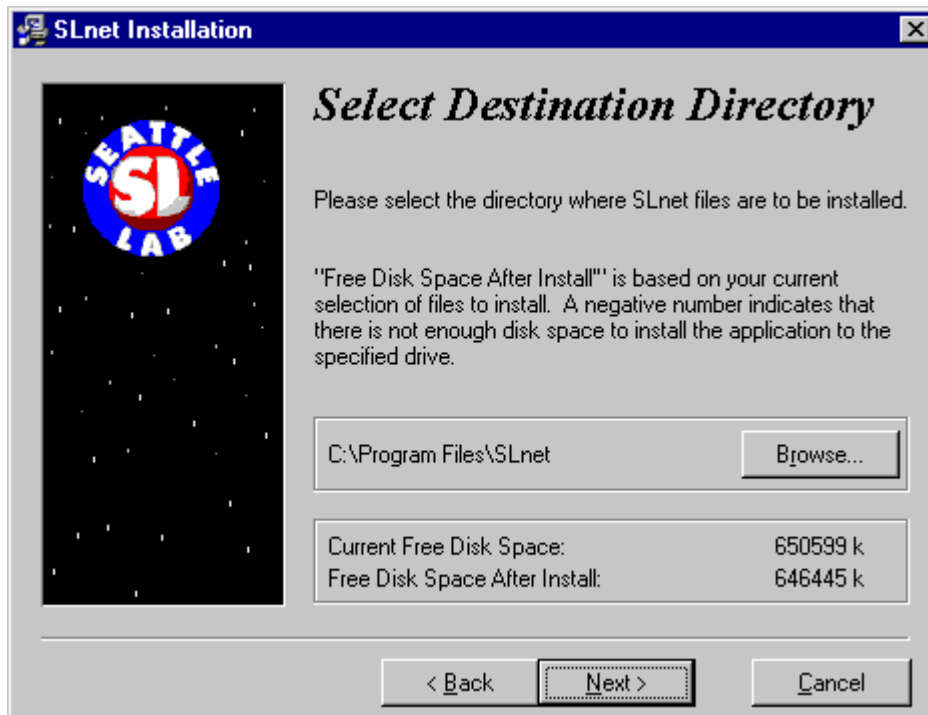 SLnet Installation
SEATTLE
SL
LAB
Select Destination Directory
Please select the directory where SLnet files are to be installed.
"Free Disk Space After Install"' is based on your current
selection of files to install.  A negative number indicates that
there is not enough disk space to install the application to the
specified drive.
C:\Program Files\SLnet
Browse...
Current Free Disk Space: 650599 k
Free Disk Space After Install: 646445 k
< Back Next > Cancel